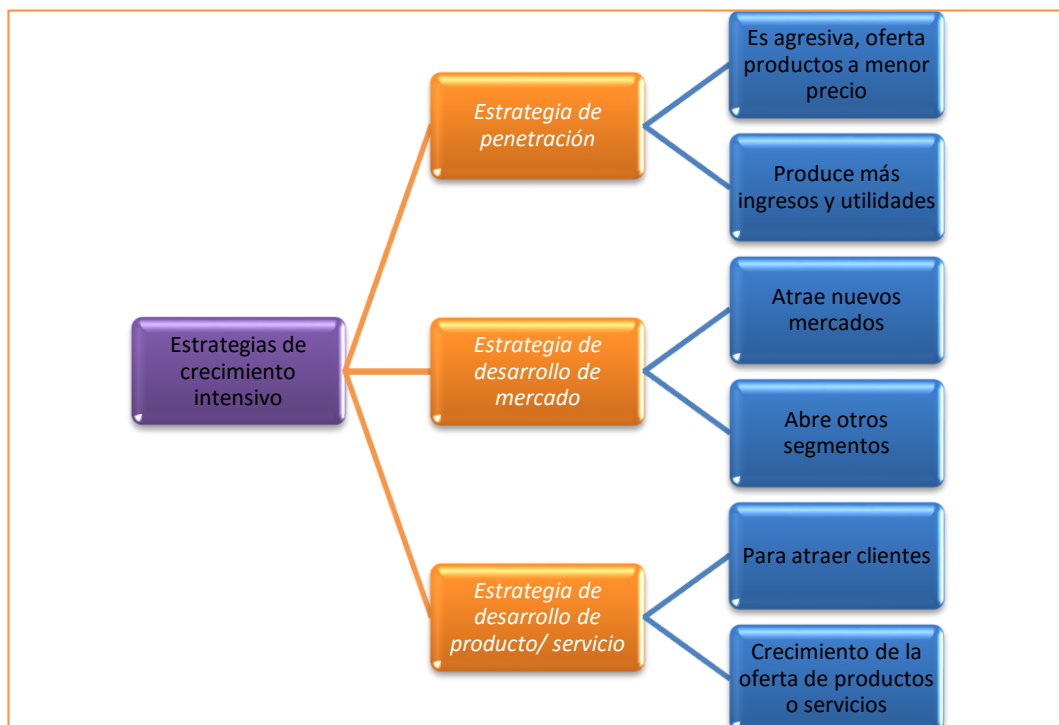 Estrategias de
crecimiento
intensivo
Estrategia de
penetración
Es agresiva, oferta
productos a menor
precio
Produce más
ingresos y utilidades
Estrategia de
desarrollo de
mercado
Atrae nuevos
mercados
Abre otros
segmentos
Estrategia de
desarrollo de
producto/ servicio
Para atraer clientes
Crecimiento de la
oferta de productos
o servicios